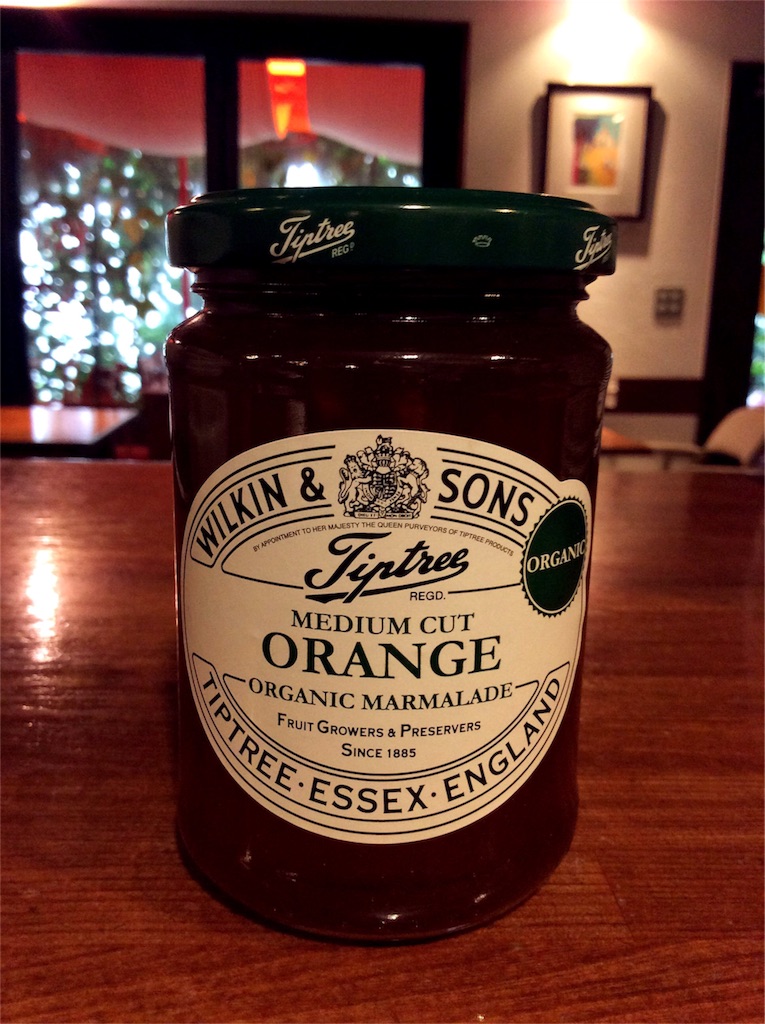 Tiptree
REGD
Tiptree
WILKIN & SONS
BY APPOINTMENT TO HER MAJESTY THE QUEEN PURVEYORS OF TIPTREE PRODUCTS
Tiptree
REGD.
ORGANIC
MEDIUM CUT
ORANGE
ORGANIC MARMALADE
FRUIT GROWERS & PRESERVERS
SINCE 1885
TIPTREE · ESSEX · ENGLAND